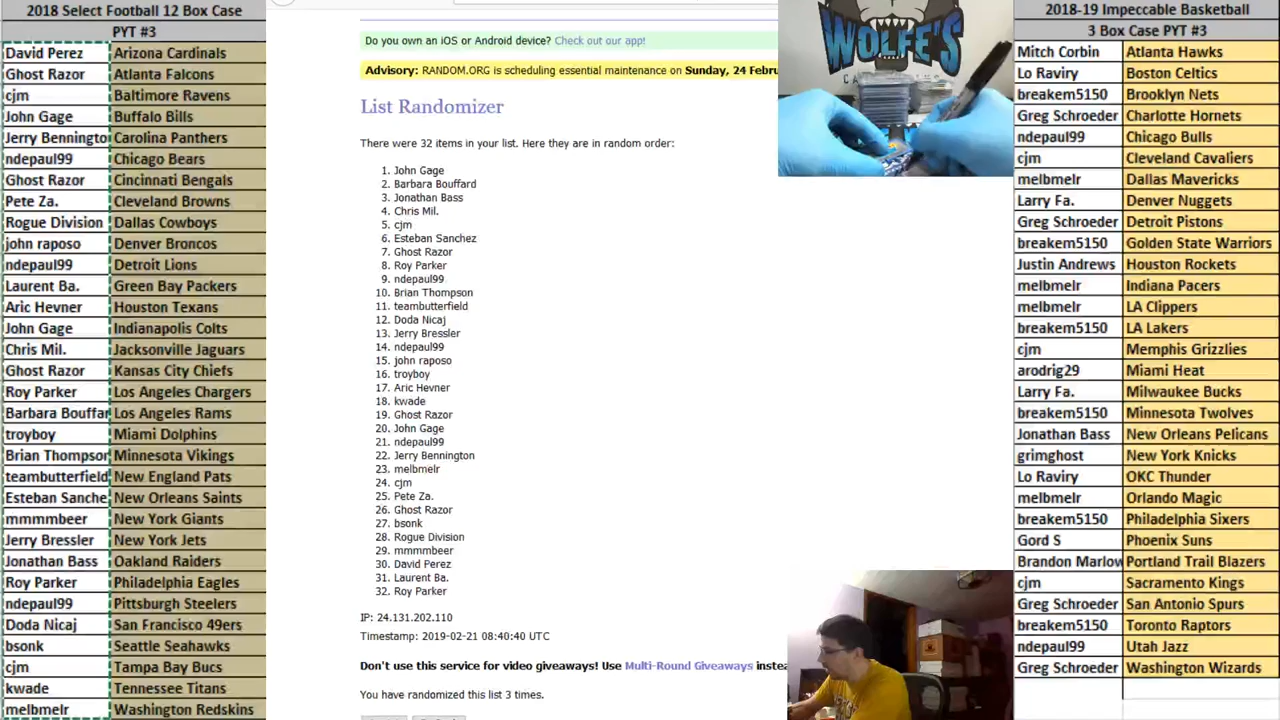 2018 Select Football 12 Box Case
PYT #3
David Perez Arizona Cardinals
Ghost Razor Atlanta Falcons
cjm Baltimore Ravens
John Gage Buffalo Bills
Jerry Benningto Carolina Panthers
ndepaul99 Chicago Bears
Ghost Razor Cincinnati Bengals
Pete Za. Cleveland Browns
Rogue Division Dallas Cowboys
john raposo Denver Broncos
ndepaul99 Detroit Lions
Laurent Ba. Green Bay Packers
Aric Hevner Houston Texans
John Gage Indianapolis Colts
Chris Mil. Jacksonville Jaguars
Ghost Razor Kansas City Chiefs
Roy Parker Los Angeles Chargers
Barbara Bouffar Los Angeles Rams
troyboy Miami Dolphins
Brian Thompson Minnesota Vikings
teambutterfield New England Pats
Esteban Sanche New Orleans Saints
mmmmbeer New York Giants
Jerry Bressler New York Jets
Jonathan Bass Oakland Raiders
Roy Parker Philadelphia Eagles
ndepaul99 Pittsburgh Steelers
Doda Nicaj San Francisco 49ers
bsonk Seattle Seahawks
cjm Tampa Bay Bucs
kwade Tennessee Titans
melbmelr Washington Redskins
Do you own an iOS or Android device? Check out our app!
Advisory: RANDOM.ORG is scheduling essential maintenance on Sunday, 24 Febru
List Randomizer
There were 32 items in your list. Here they are in random order:
1. John Gage
2. Barbara Bouffard
3. Jonathan Bass
4. Chris Mil.
5. cjm
6. Esteban Sanchez
7. Ghost Razor
8. Roy Parker
9. ndepaul99
10. Brian Thompson
11. teambutterfield
12. Doda Nicaj
13. Jerry Bressler
14. ndepaul99
15. john raposo
16. troyboy
17. Aric Hevner
18. kwade
19. Ghost Razor
20. John Gage
21. ndepaul99
22. Jerry Bennington
23. melbmelr
24. cjm
25. Pete Za.
26. Ghost Razor
27. bsonk
28. Rogue Division
29. mmmmbeer
30. David Perez
31. Laurent Ba.
32. Roy Parker
IP: 24.131.202.110
Timestamp: 2019-02-21 08:40:40 UTC
Don't use this service for video giveaways! Use Multi-Round Giveaways instea
You have randomized this list 3 times.
WOLFE'S
2018-19 Impeccable Basketball
3 Box Case PYT #3
Mitch Corbin Atlanta Hawks
Lo Raviry Boston Celtics
breakem5150 Brooklyn Nets
Greg Schroeder Charlotte Hornets
ndepaul99 Chicago Bulls
cjm Cleveland Cavaliers
melbmelr Dallas Mavericks
Larry Fa. Denver Nuggets
Greg Schroeder Detroit Pistons
breakem5150 Golden State Warriors
Justin Andrews Houston Rockets
melbmelr Indiana Pacers
melbmelr LA Clippers
breakem5150 LA Lakers
cjm Memphis Grizzlies
arodrig29 Miami Heat
Larry Fa. Milwaukee Bucks
breakem5150 Minnesota Twolves
Jonathan Bass New Orleans Pelicans
grimghost New York Knicks
Lo Raviry OKC Thunder
melbmelr Orlando Magic
breakem5150 Philadelphia Sixers
Gord S Phoenix Suns
Brandon Marlow Portland Trail Blazers
cjm Sacramento Kings
Greg Schroeder San Antonio Spurs
breakem5150 Toronto Raptors
ndepaul99 Utah Jazz
Greg Schroeder Washington Wizards